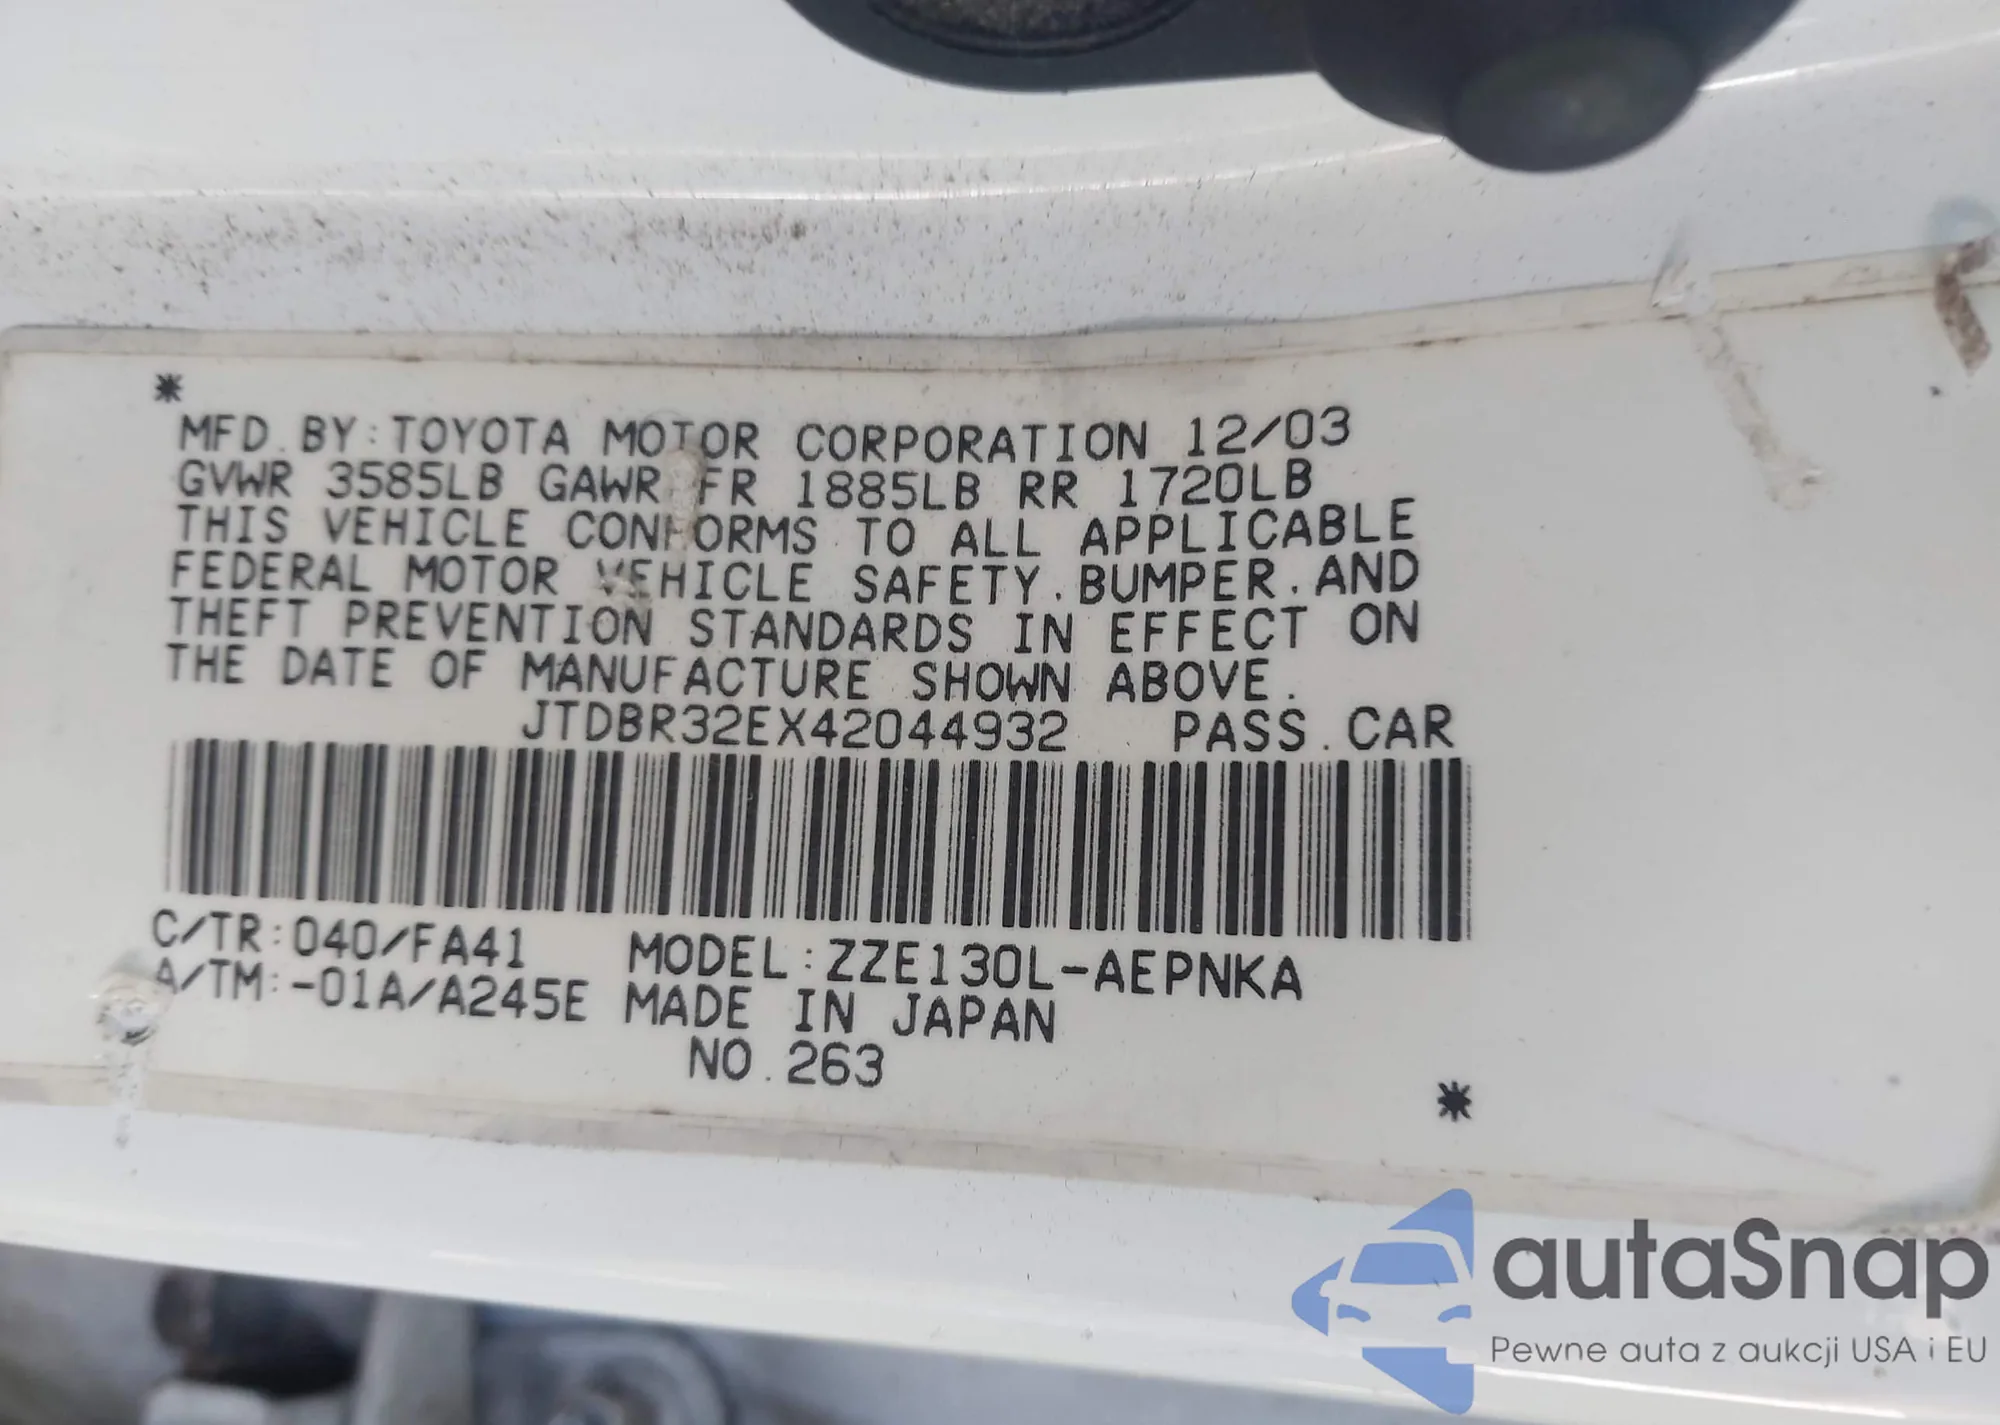 *
MFD. BY: TOYOTA MOTOR CORPORATION 12/03
GVWR 3585LB GAWR FR 1885LB RR 1720LB
THIS VEHICLE CONFORMS TO ALL APPLICABLE
FEDERAL MOTOR VEHICLE SAFETY. BUMPER. AND
THEFT PREVENTION STANDARDS IN EFFECT ON
THE DATE OF MANUFACTURE SHOWN ABOVE.
JTDBR32EX42044932 PASS. CAR
C/TR: 040/FA41 MODEL: ZZE130L-AEPNKA
A/TM: -01A/A245E MADE IN JAPAN
NO. 263
*
autaSnap
Pewne auta z aukcji USA i EU